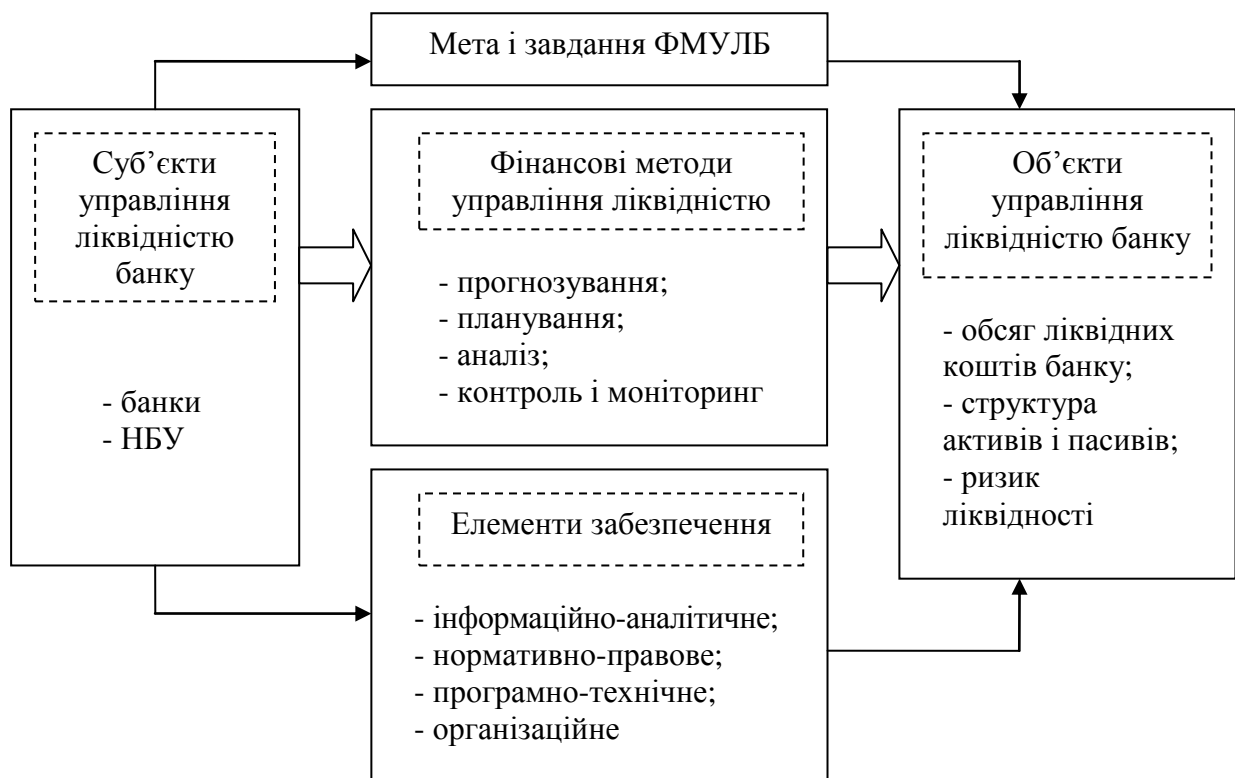 Мета і завдання ФМУЛБ
Суб’єкти
управління
ліквідністю
банку
- банки
- НБУ
Фінансові методи
управління ліквідністю
- прогнозування;
- планування;
- аналіз;
- контроль і моніторинг
Елементи забезпечення
- інформаційно-аналітичне;
- нормативно-правове;
- програмно-технічне;
- організаційне
Об’єкти
управління
ліквідністю банку
- обсяг ліквідних
коштів банку;
- структура
активів і пасивів;
- ризик
ліквідності